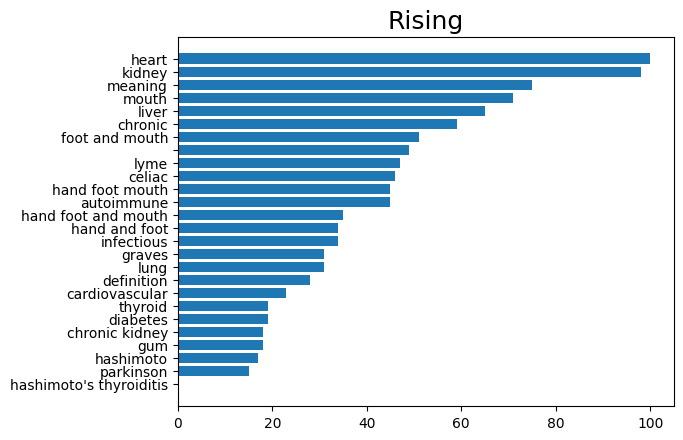 Rising
heart
kidney
meaning
mouth
liver
chronic
foot and mouth
lyme
celiac
hand foot mouth
autoimmune
hand foot and mouth
hand and foot
infectious
graves
lung
definition
cardiovascular
thyroid
diabetes
chronic kidney
gum
hashimoto
parkinson
hashimoto's thyroiditis
0 20 40 60 80 100